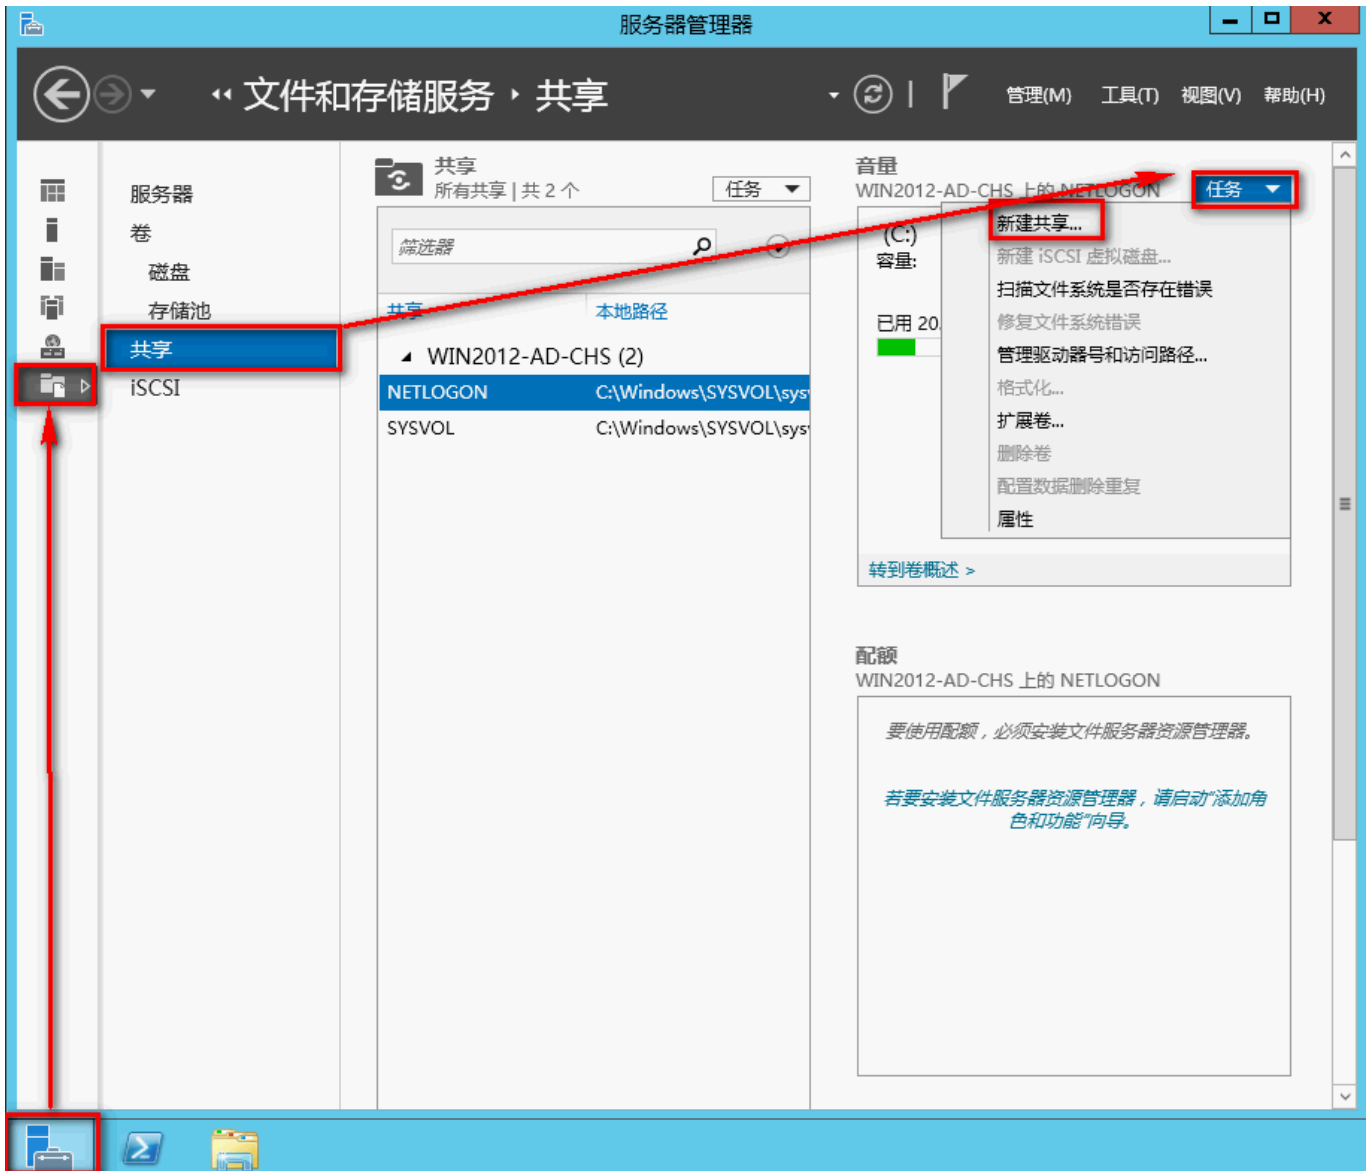 服务器管理器
文件和存储服务 · 共享
管理(M) 工具(T) 视图(V) 帮助(H)
服务器
卷
磁盘
存储池
共享
iSCSI
共享
所有共享 | 共 2 个
任务
筛选器
共享 本地路径
WIN2012-AD-CHS (2)
NETLOGON C:\Windows\SYSVOL\sys
SYSVOL C:\Windows\SYSVOL\sys
音量
WIN2012-AD-CHS 上的 NETLOGON
任务
(C:)
容量:
已用 20.
新建共享...
新建 iSCSI 虚拟磁盘...
扫描文件系统是否存在错误
修复文件系统错误
管理驱动器号和访问路径...
格式化...
扩展卷...
删除卷
配置数据删除重复
属性
转到卷概述 >
配额
WIN2012-AD-CHS 上的 NETLOGON
要使用配额，必须安装文件服务器资源管理器。
若要安装文件服务器资源管理器，请启动"添加角
色和功能"向导。